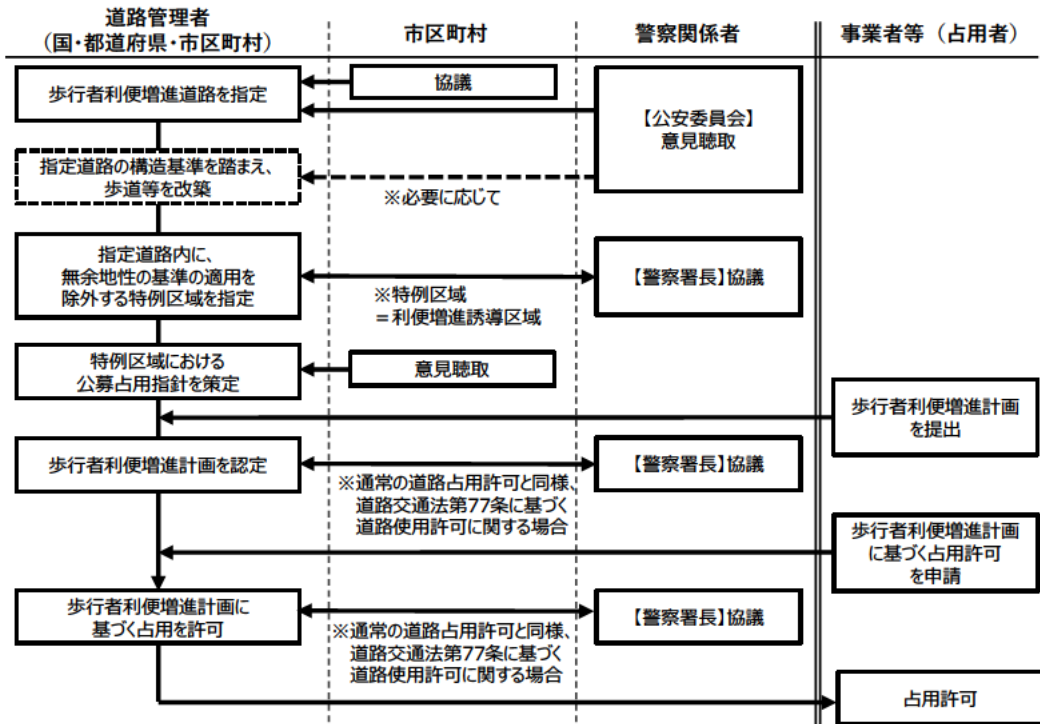 道路管理者
（国・都道府県・市区町村）
市区町村
警察関係者
事業者等（占用者）
歩行者利便増進道路を指定
協議
【公安委員会】
意見聴取
指定道路の構造基準を踏まえ、
歩道等を改築
※必要に応じて
指定道路内に、
無余地性の基準の適用を
除外する特例区域を指定
※特例区域
＝利便増進誘導区域
【警察署長】協議
特例区域における
公募占用指針を策定
意見聴取
歩行者利便増進計画
を提出
歩行者利便増進計画を認定
※通常の道路占用許可と同様、
道路交通法第77条に基づく
道路使用許可に関する場合
【警察署長】協議
歩行者利便増進計画
に基づく占用許可
を申請
歩行者利便増進計画に
基づく占用を許可
※通常の道路占用許可と同様、
道路交通法第77条に基づく
道路使用許可に関する場合
【警察署長】協議
占用許可